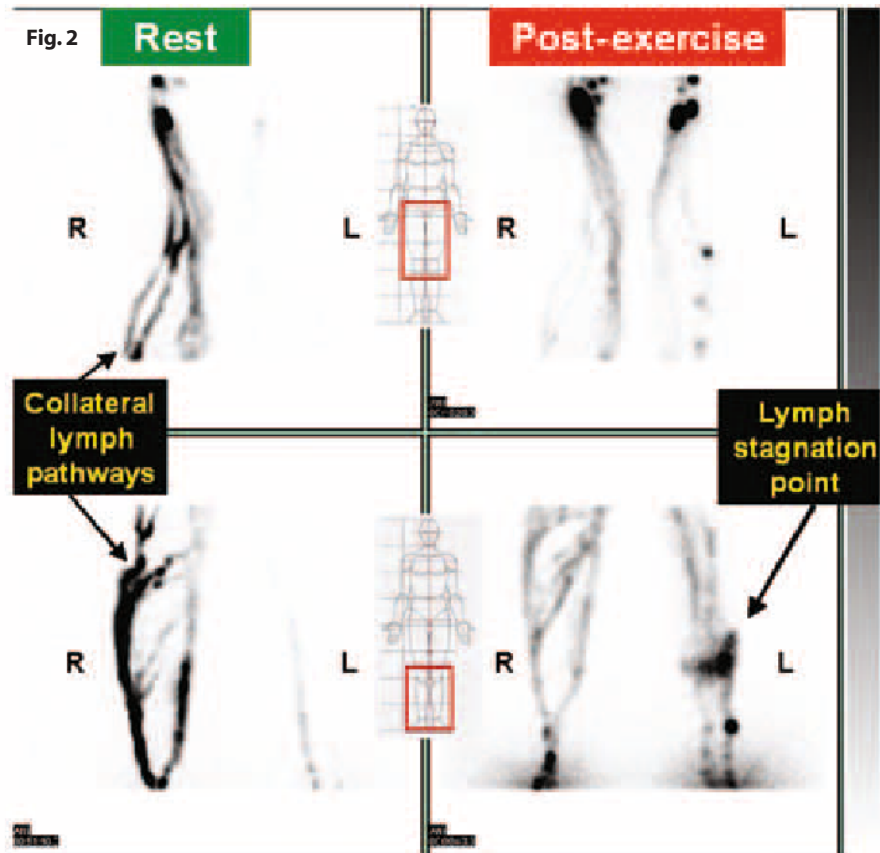 Fig. 2
Rest
Post-exercise
R
L
R
L
Collateral
lymph
pathways
Lymph
stagnation
point
R
L
R
L